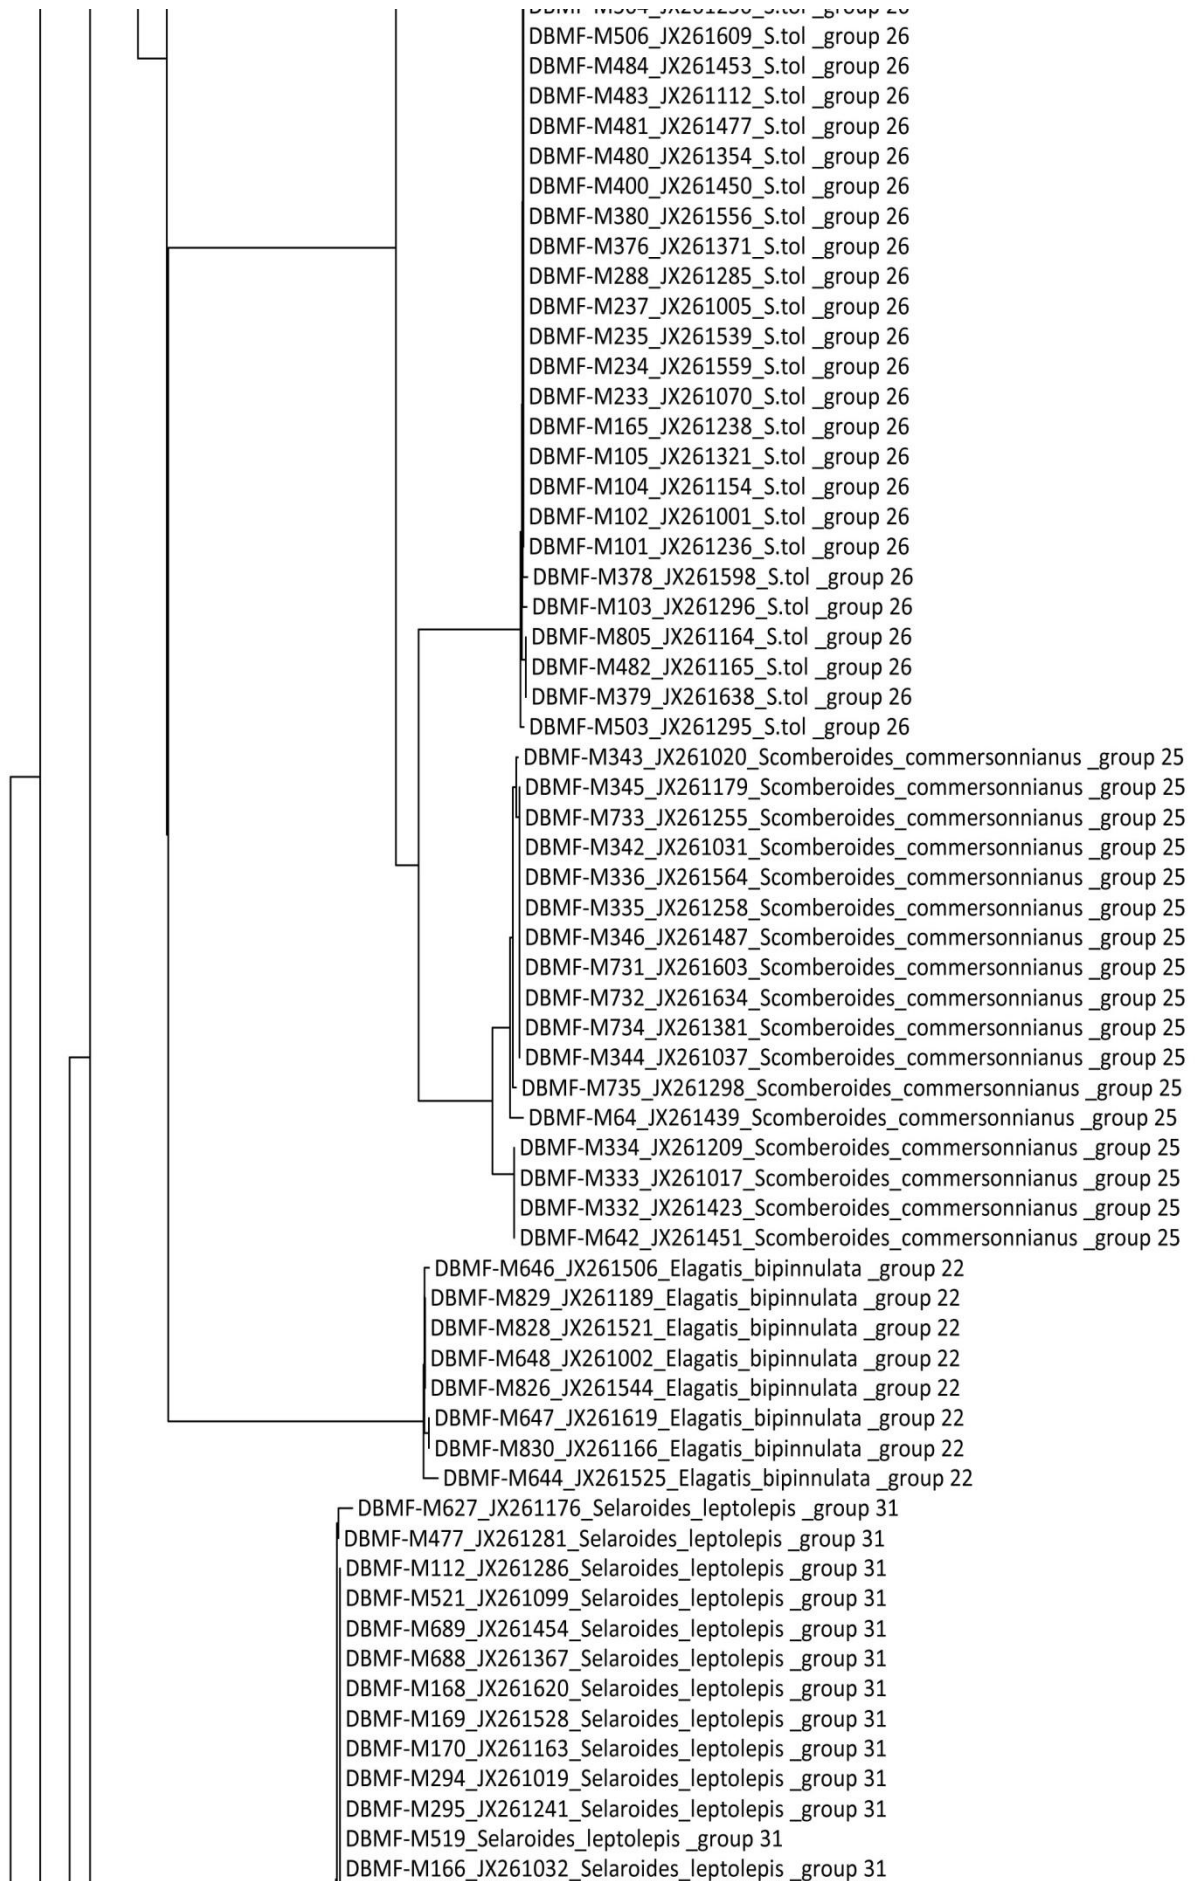 DBMF-M506_JX261609_S.tol _group 26
DBMF-M484_JX261453_S.tol _group 26
DBMF-M483_JX261112_S.tol _group 26
DBMF-M481_JX261477_S.tol _group 26
DBMF-M480_JX261354_S.tol _group 26
DBMF-M400_JX261450_S.tol _group 26
DBMF-M380_JX261556_S.tol _group 26
DBMF-M376_JX261371_S.tol _group 26
DBMF-M288_JX261285_S.tol _group 26
DBMF-M237_JX261005_S.tol _group 26
DBMF-M235_JX261539_S.tol _group 26
DBMF-M234_JX261559_S.tol _group 26
DBMF-M233_JX261070_S.tol _group 26
DBMF-M165_JX261238_S.tol _group 26
DBMF-M105_JX261321_S.tol _group 26
DBMF-M104_JX261154_S.tol _group 26
DBMF-M102_JX261001_S.tol _group 26
DBMF-M101_JX261236_S.tol _group 26
DBMF-M378_JX261598_S.tol _group 26
DBMF-M103_JX261296_S.tol _group 26
DBMF-M805_JX261164_S.tol _group 26
DBMF-M482_JX261165_S.tol _group 26
DBMF-M379_JX261638_S.tol _group 26
DBMF-M503_JX261295_S.tol _group 26
DBMF-M343_JX261020_Scomberoides_commersonnianus _group 25
DBMF-M345_JX261179_Scomberoides_commersonnianus _group 25
DBMF-M733_JX261255_Scomberoides_commersonnianus _group 25
DBMF-M342_JX261031_Scomberoides_commersonnianus _group 25
DBMF-M336_JX261564_Scomberoides_commersonnianus _group 25
DBMF-M335_JX261258_Scomberoides_commersonnianus _group 25
DBMF-M346_JX261487_Scomberoides_commersonnianus _group 25
DBMF-M731_JX261603_Scomberoides_commersonnianus _group 25
DBMF-M732_JX261634_Scomberoides_commersonnianus _group 25
DBMF-M734_JX261381_Scomberoides_commersonnianus _group 25
DBMF-M344_JX261037_Scomberoides_commersonnianus _group 25
DBMF-M735_JX261298_Scomberoides_commersonnianus _group 25
DBMF-M64_JX261439_Scomberoides_commersonnianus _group 25
DBMF-M334_JX261209_Scomberoides_commersonnianus _group 25
DBMF-M333_JX261017_Scomberoides_commersonnianus _group 25
DBMF-M332_JX261423_Scomberoides_commersonnianus _group 25
DBMF-M642_JX261451_Scomberoides_commersonnianus _group 25
DBMF-M646_JX261506_Elagatis_bipinnulata _group 22
DBMF-M829_JX261189_Elagatis_bipinnulata _group 22
DBMF-M828_JX261521_Elagatis_bipinnulata _group 22
DBMF-M648_JX261002_Elagatis_bipinnulata _group 22
DBMF-M826_JX261544_Elagatis_bipinnulata _group 22
DBMF-M647_JX261619_Elagatis_bipinnulata _group 22
DBMF-M830_JX261166_Elagatis_bipinnulata _group 22
DBMF-M644_JX261525_Elagatis_bipinnulata _group 22
DBMF-M627_JX261176_Selaroides_leptolepis _group 31
DBMF-M477_JX261281_Selaroides_leptolepis _group 31
DBMF-M112_JX261286_Selaroides_leptolepis _group 31
DBMF-M521_JX261099_Selaroides_leptolepis _group 31
DBMF-M689_JX261454_Selaroides_leptolepis _group 31
DBMF-M688_JX261367_Selaroides_leptolepis _group 31
DBMF-M168_JX261620_Selaroides_leptolepis _group 31
DBMF-M169_JX261528_Selaroides_leptolepis _group 31
DBMF-M170_JX261163_Selaroides_leptolepis _group 31
DBMF-M294_JX261019_Selaroides_leptolepis _group 31
DBMF-M295_JX261241_Selaroides_leptolepis _group 31
DBMF-M519_Selaroides_leptolepis _group 31
DBMF-M166_JX261032_Selaroides_leptolepis _group 31